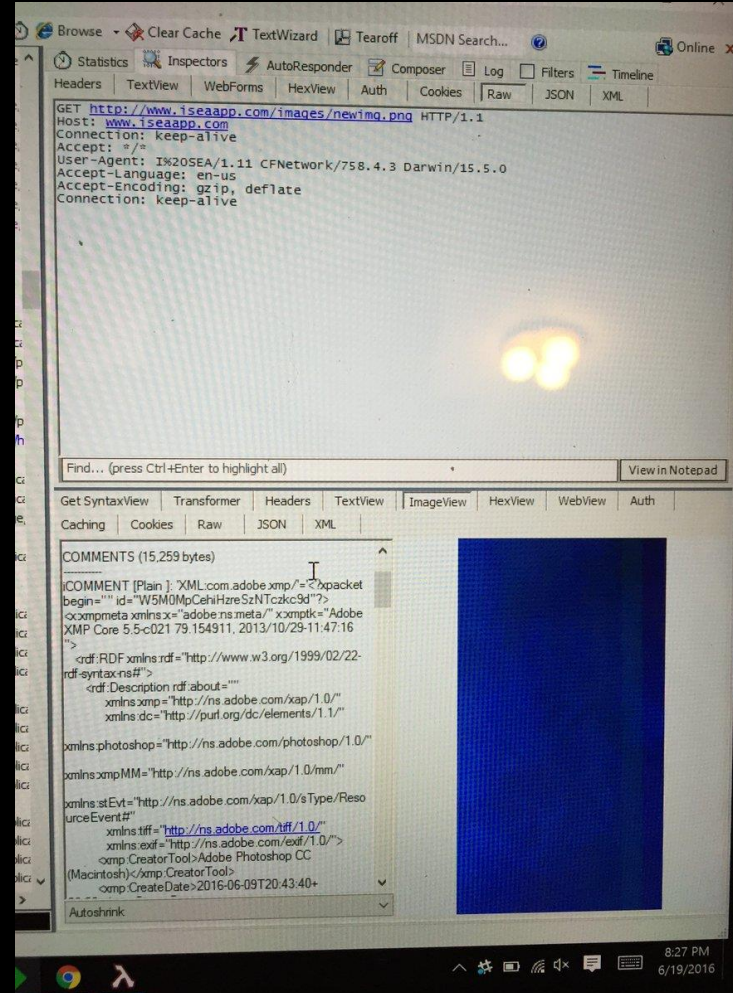 Browse Clear Cache TextWizard Tearoff MSDN Search... Online
Statistics Inspectors AutoResponder Composer Log Filters Timeline
Headers TextView WebForms HexView Auth Cookies Raw JSON XML
GET http://www.iseaapp.com/images/newimg.png HTTP/1.1
Host: www.iseaapp.com
Connection: keep-alive
Accept: */*
User-Agent: I%20SEA/1.11 CFNetwork/758.4.3 Darwin/15.5.0
Accept-Language: en-us
Accept-Encoding: gzip, deflate
Connection: keep-alive
Find... (press Ctrl+Enter to highlight all) View in Notepad
Get SyntaxView Transformer Headers TextView ImageView HexView WebView Auth
Caching Cookies Raw JSON XML
COMMENTS (15,259 bytes)
-----------
iCOMMENT [Plain ]: 'XML:com.adobe.xmp/'='<?xpacket
begin="" id="W5M0MpCehiHzreSzNTczkc9d"?>
<x:xmpmeta xmlns:x="adobe:ns:meta/" x:xmptk="Adobe
XMP Core 5.5-c021 79.154911, 2013/10/29-11:47:16
">
<rdf:RDF xmlns:rdf="http://www.w3.org/1999/02/22-
rdf-syntax-ns#">
<rdf:Description rdf:about=""
xmlns:xmp="http://ns.adobe.com/xap/1.0/"
xmlns:dc="http://purl.org/dc/elements/1.1/"
xmlns:photoshop="http://ns.adobe.com/photoshop/1.0/"
xmlns:xmpMM="http://ns.adobe.com/xap/1.0/mm/"
xmlns:stEvt="http://ns.adobe.com/xap/1.0/sType/Reso
urceEvent#"
xmlns:tiff="http://ns.adobe.com/tiff/1.0/"
xmlns:exif="http://ns.adobe.com/exif/1.0/">
<xmp:CreatorTool>Adobe Photoshop CC
(Macintosh)</xmp:CreatorTool>
<xmp:CreateDate>2016-06-09T20:43:40+
Autoshrink
8:27 PM
6/19/2016